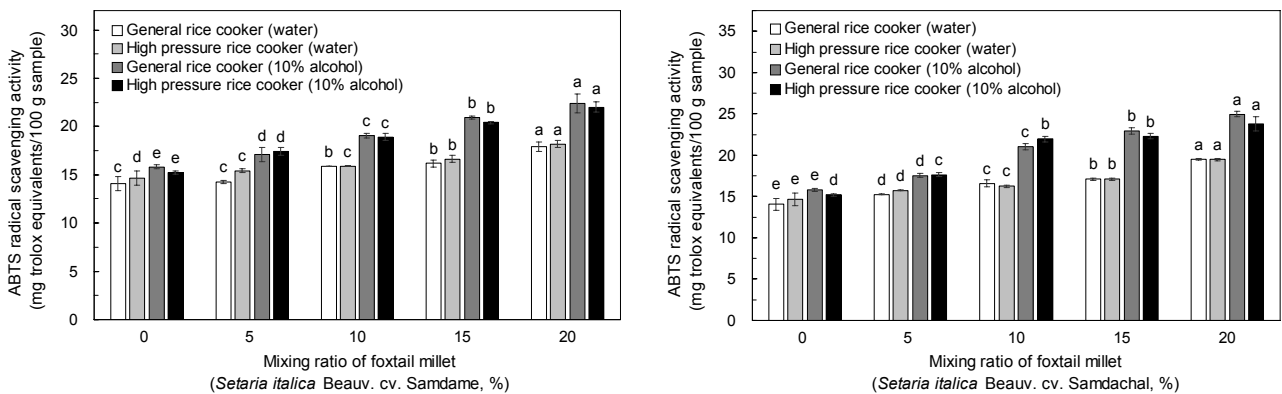 ABTS radical scavenging activity
(mg trolox equivalents/100 g sample)
30
25
20
15
10
5
0
General rice cooker (water)
High pressure rice cooker (water)
General rice cooker (10% alcohol)
High pressure rice cooker (10% alcohol)
c c e e
c c d d
b c c c
b b b b
a a a a
0 5 10 15 20
Mixing ratio of foxtail millet
(Setaria italica Beauv. cv. Samdame, %)
ABTS radical scavenging activity
(mg trolox equivalents/100 g sample)
35
30
25
20
15
10
5
0
General rice cooker (water)
High pressure rice cooker (water)
General rice cooker (10% alcohol)
High pressure rice cooker (10% alcohol)
e e e d
d d d c
c c c b
b b b b
a a a a
0 5 10 15 20
Mixing ratio of foxtail millet
(Setaria italica Beauv. cv. Samdachal, %)